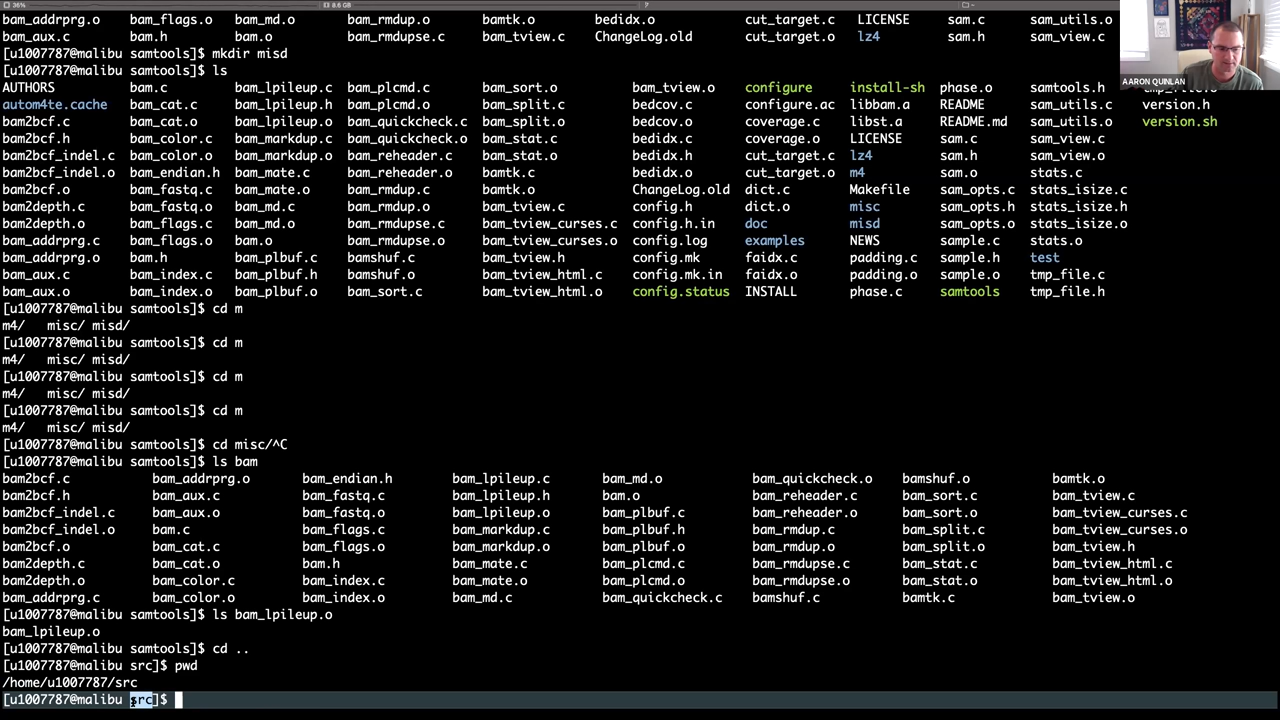 36% 8.6 GB
bam_addrprg.o bam_flags.o bam_md.o bam_rmdup.o bamtk.o bedidx.o cut_target.c LICENSE sam.c sam_utils.o
bam_aux.c bam.h bam.o bam_rmdupse.c bam_tview.c ChangeLog.old cut_target.o lz4 sam.h sam_view.c
[u1007787@malibu samtools]$ mkdir misd
[u1007787@malibu samtools]$ ls
AARON QUINLAN
AUTHORS bam.c bam_lpileup.c bam_plcmd.c bam_sort.o bam_tview.o configure install-sh phase.o samtools.h tmp_file.o
autom4te.cache bam_cat.c bam_lpileup.h bam_plcmd.o bam_split.c bedcov.c configure.ac libbam.a README sam_utils.c version.h
bam2bcf.c bam_cat.o bam_lpileup.o bam_quickcheck.c bam_split.o bedcov.o coverage.c libst.a README.md sam_utils.o version.sh
bam2bcf.h bam_color.c bam_markdup.c bam_quickcheck.o bam_stat.c bedidx.c coverage.o LICENSE sam.c sam_view.c
bam2bcf_indel.c bam_color.o bam_markdup.o bam_reheader.c bam_stat.o bedidx.h cut_target.c lz4 sam.h sam_view.o
bam2bcf_indel.o bam_endian.h bam_mate.c bam_reheader.o bamtk.c bedidx.o cut_target.o m4 sam.o stats.c
bam2bcf.o bam_fastq.c bam_mate.o bam_rmdup.c bamtk.o ChangeLog.old dict.c Makefile sam_opts.c stats_isize.c
bam2depth.c bam_fastq.o bam_md.c bam_rmdup.o bam_tview.c config.h dict.o misc sam_opts.h stats_isize.h
bam2depth.o bam_flags.c bam_md.o bam_rmdupse.c bam_tview_curses.c config.h.in doc misd sam_opts.o stats_isize.o
bam_addrprg.c bam_flags.o bam.o bam_rmdupse.o bam_tview_curses.o config.log examples NEWS sample.c stats.o
bam_addrprg.o bam.h bam_plbuf.c bamshuf.c bam_tview.h config.mk faidx.c padding.c sample.h test
bam_aux.c bam_index.c bam_plbuf.h bamshuf.o bam_tview_html.c config.mk.in faidx.o padding.o sample.o tmp_file.c
bam_aux.o bam_index.o bam_plbuf.o bam_sort.c bam_tview_html.o config.status INSTALL phase.c samtools tmp_file.h
[u1007787@malibu samtools]$ cd m
m4/ misc/ misd/
[u1007787@malibu samtools]$ cd m
m4/ misc/ misd/
[u1007787@malibu samtools]$ cd m
m4/ misc/ misd/
[u1007787@malibu samtools]$ cd m
m4/ misc/ misd/
[u1007787@malibu samtools]$ cd misc/^C
[u1007787@malibu samtools]$ ls bam
bam2bcf.c bam_addrprg.o bam_endian.h bam_lpileup.c bam_md.o bam_quickcheck.o bamshuf.o bamtk.o
bam2bcf.h bam_aux.c bam_fastq.c bam_lpileup.h bam.o bam_reheader.c bam_sort.c bam_tview.c
bam2bcf_indel.c bam_aux.o bam_fastq.o bam_lpileup.o bam_plbuf.c bam_reheader.o bam_sort.o bam_tview_curses.c
bam2bcf_indel.o bam.c bam_flags.c bam_markdup.c bam_plbuf.h bam_rmdup.c bam_split.c bam_tview_curses.o
bam2bcf.o bam_cat.c bam_flags.o bam_markdup.o bam_plbuf.o bam_rmdup.o bam_split.o bam_tview.h
bam2depth.c bam_cat.o bam.h bam_mate.c bam_plcmd.c bam_rmdupse.c bam_stat.c bam_tview_html.c
bam2depth.o bam_color.c bam_index.c bam_mate.o bam_plcmd.o bam_rmdupse.o bam_stat.o bam_tview_html.o
bam_addrprg.c bam_color.o bam_index.o bam_md.c bam_quickcheck.c bamshuf.c bamtk.c bam_tview.o
[u1007787@malibu samtools]$ ls bam_lpileup.o
bam_lpileup.o
[u1007787@malibu samtools]$ cd ..
[u1007787@malibu src]$ pwd
/home/u1007787/src
[u1007787@malibu src]$